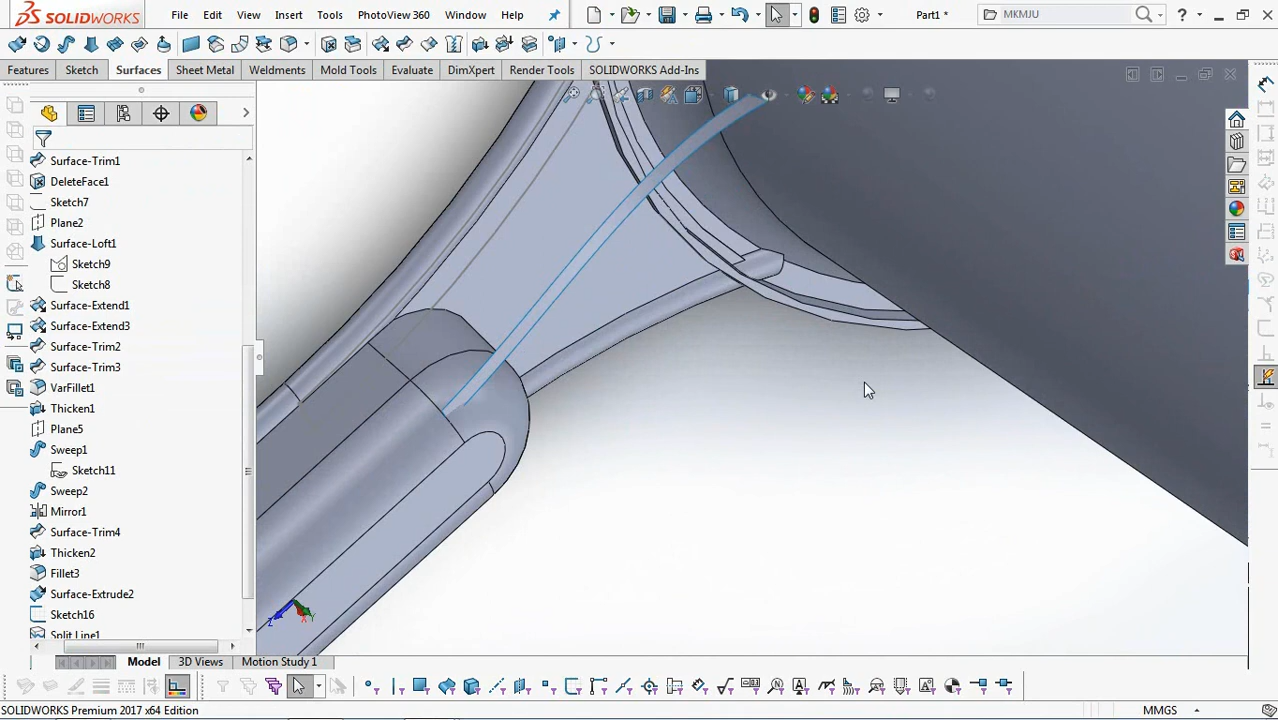 SOLIDWORKS File Edit View Insert Tools PhotoView 360 Window Help Part1 * MKMJU ?
Features Sketch Surfaces Sheet Metal Weldments Mold Tools Evaluate DimXpert Render Tools SOLIDWORKS Add-Ins
Surface-Trim1
DeleteFace1
Sketch7
Plane2
Surface-Loft1
Sketch9
Sketch8
Surface-Extend1
Surface-Extend3
Surface-Trim2
Surface-Trim3
VarFillet1
Thicken1
Plane5
Sweep1
Sketch11
Sweep2
Mirror1
Surface-Trim4
Thicken2
Fillet3
Surface-Extrude2
Sketch16
Split Line1
Z X Y
Model 3D Views Motion Study 1
SOLIDWORKS Premium 2017 x64 Edition MMGS